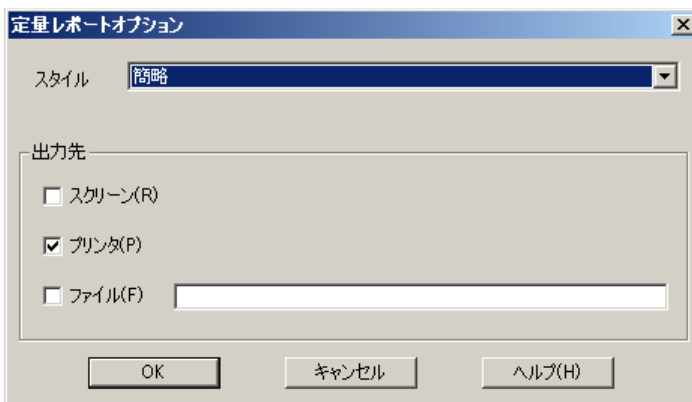 定量レポートオプション
スタイル 簡略
出力先
スクリーン(R)
プリンタ(P)
ファイル(F)
OK キャンセル ヘルプ(H)